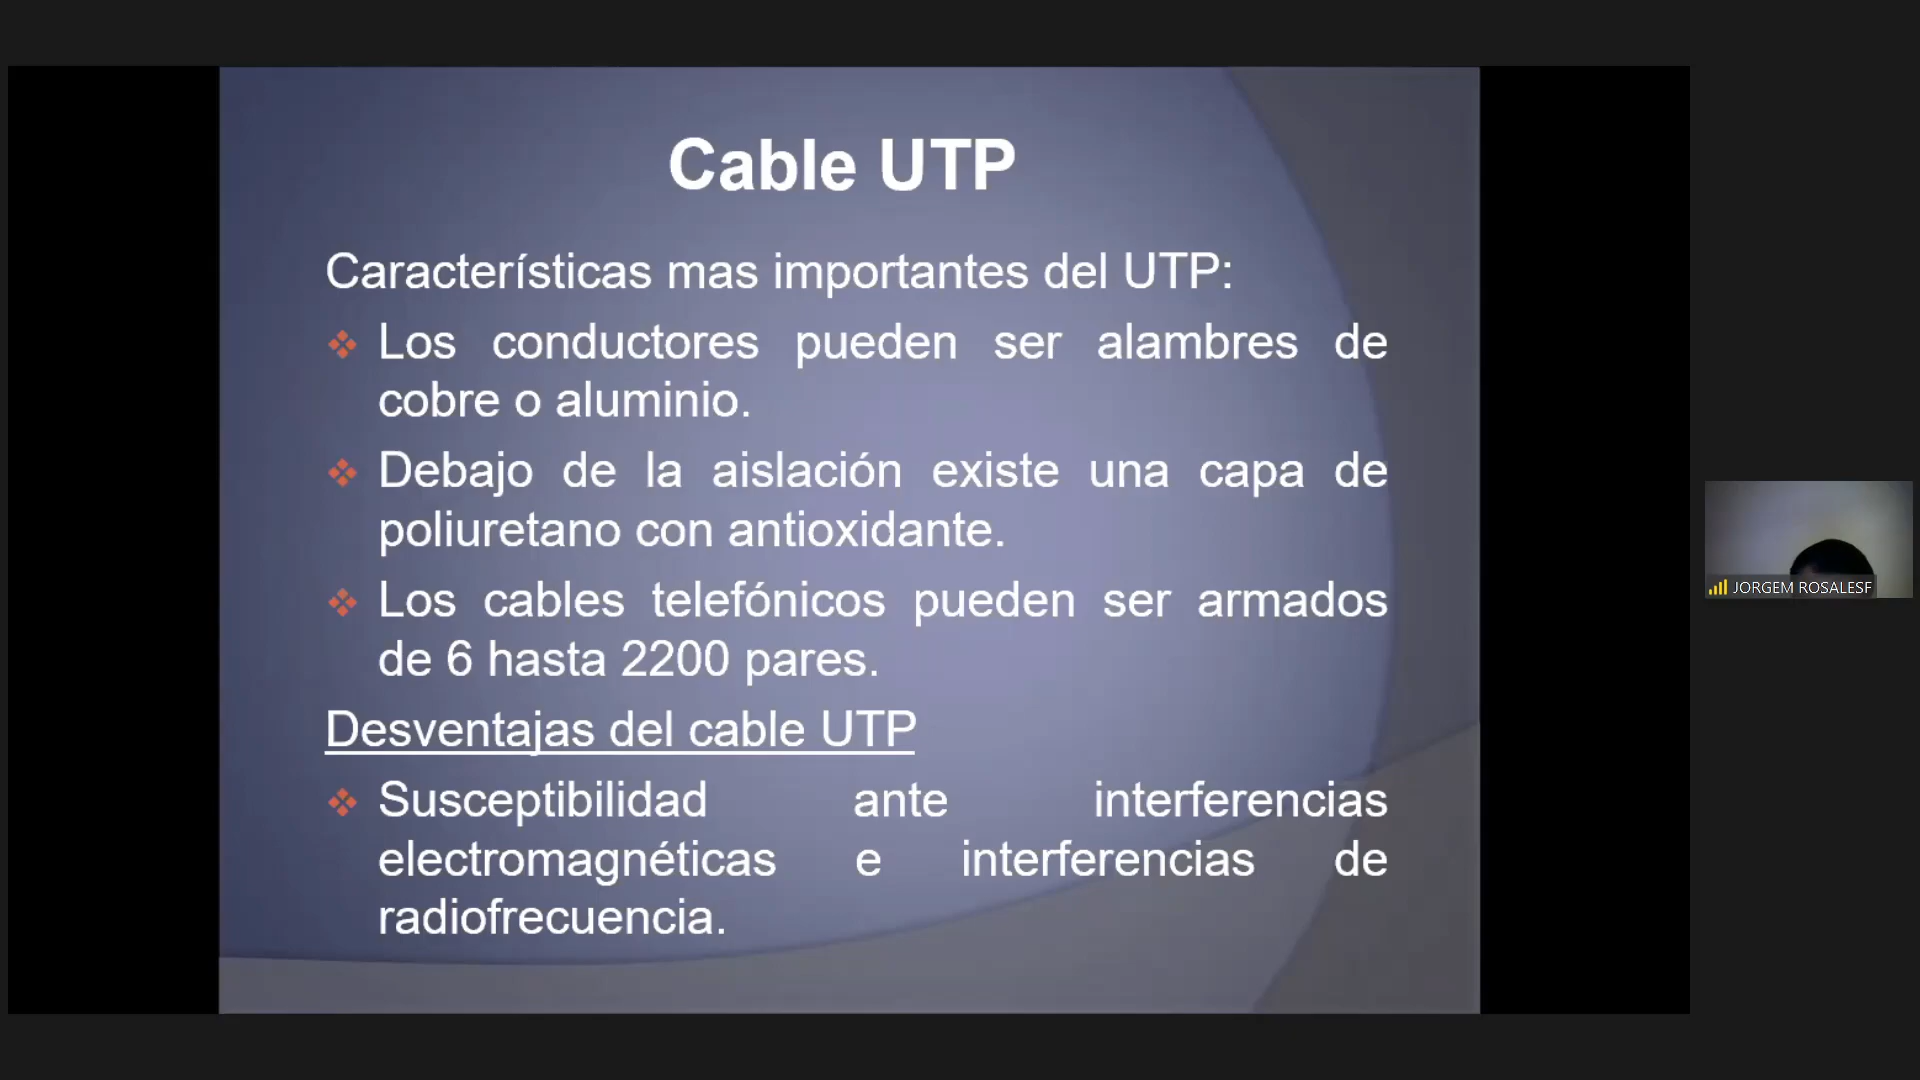 Cable UTP
Características mas importantes del UTP:
Los conductores pueden ser alambres de
cobre o aluminio.
Debajo de la aislación existe una capa de
poliuretano con antioxidante.
Los cables telefónicos pueden ser armados
de 6 hasta 2200 pares.
Desventajas del cable UTP
Susceptibilidad ante interferencias
electromagnéticas e interferencias de
radiofrecuencia.
JORGEM ROSALESF